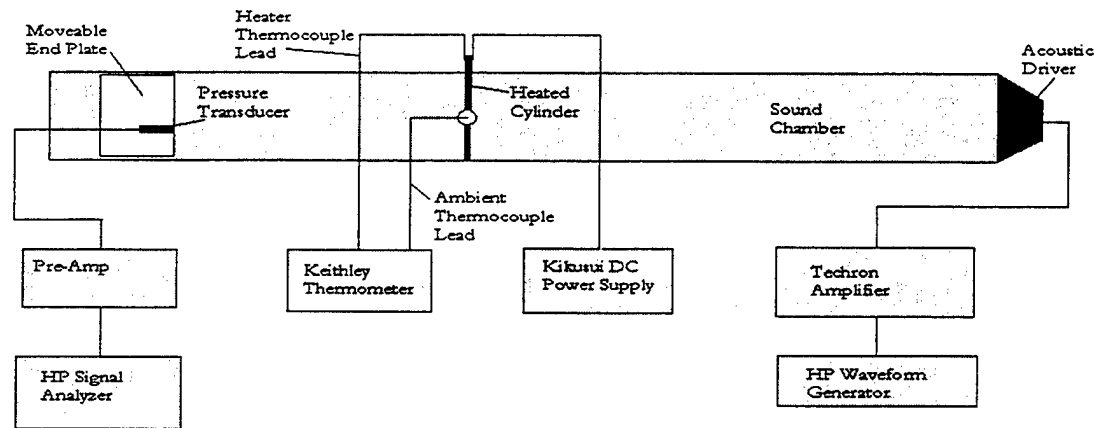 Heater
Thermocouple
Lead
Moveable
End Plate
Acoustic
Driver
Pressure
Transducer
Heated
Cylinder
Sound
Chamber
Ambient
Thermocouple
Lead
Pre-Amp
Keithley
Thermometer
Kikusui DC
Power Supply
Techron
Amplifier
HP Signal
Analyzer
HP Waveform
Generator